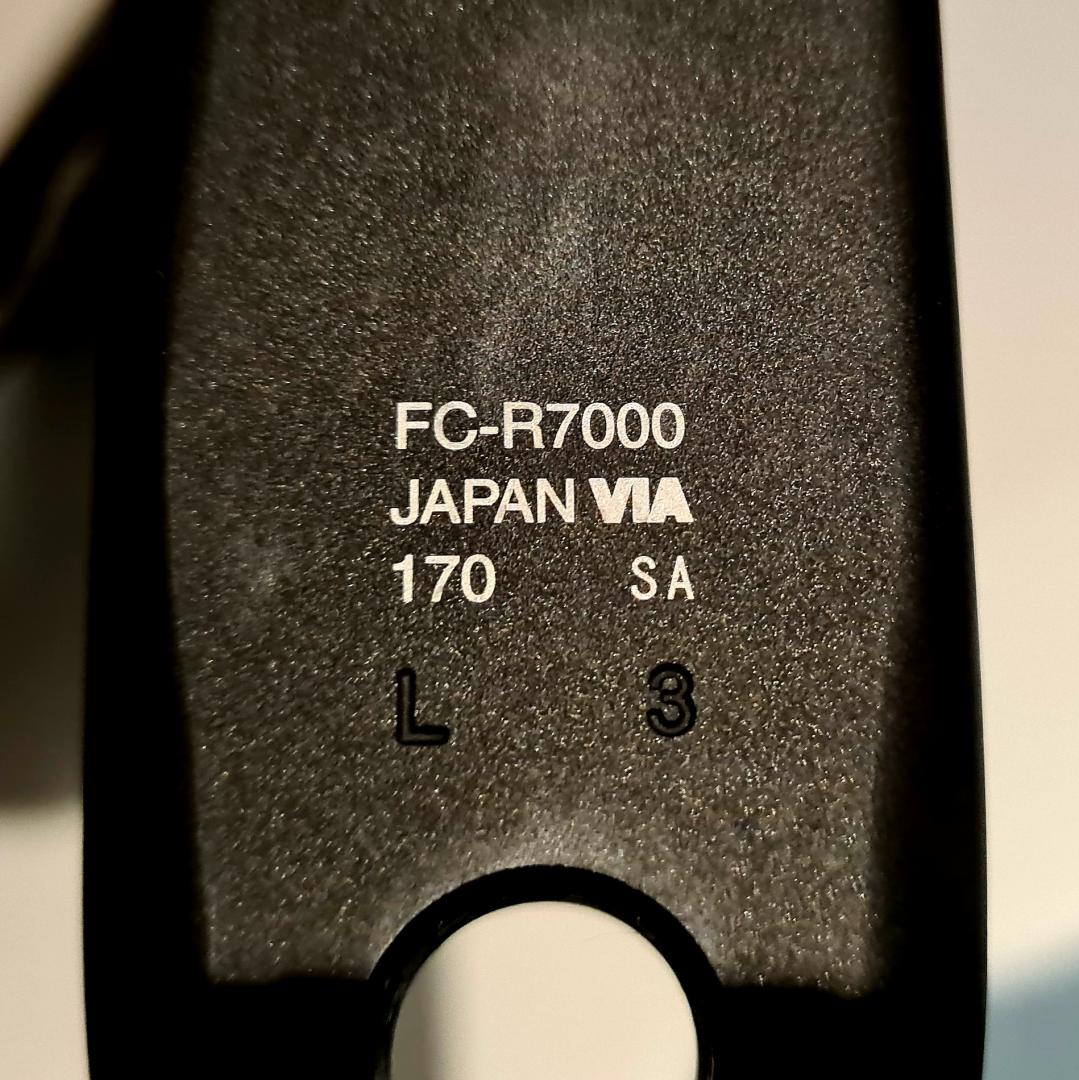 FC-R7000
JAPAN VIA
170 SA
L 3